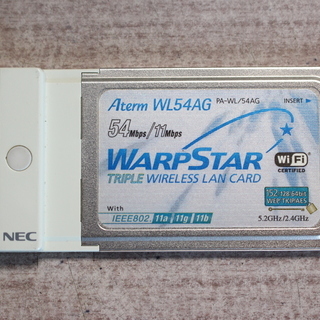 Aterm WL54AG PA-WL/54AG INSERT
54Mbps/11Mbps
WARPSTAR
TRIPLE WIRELESS LAN CARD
Wi Fi
CERTIFIED
152 128 64bit
WEP TKIP AES
With
IEEE802 11a 11g 11b
5.2GHz/2.4GHz
NEC